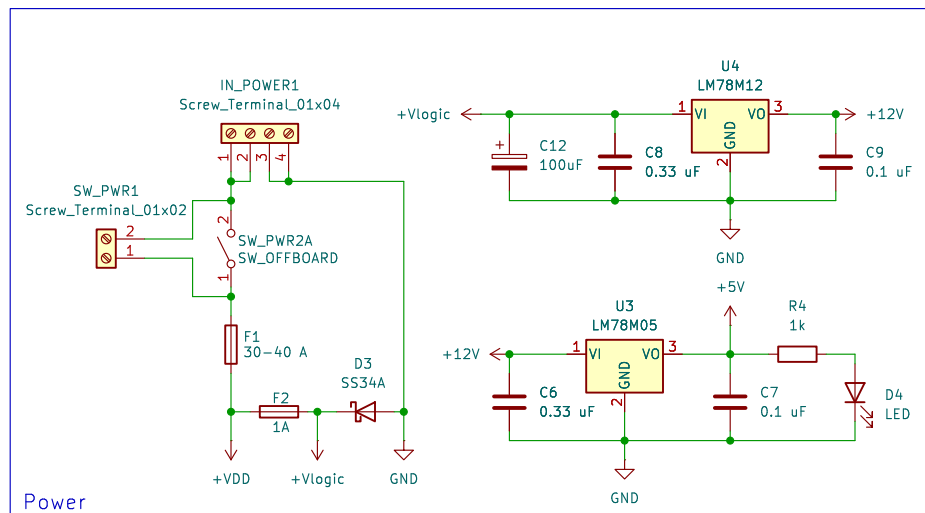 IN_POWER1
Screw_Terminal_01x04
1
2
3
4
SW_PWR1
Screw_Terminal_01x02
2
1
2
SW_PWR2A
SW_OFFBOARD
1
F1
30-40 A
D3
SS34A
F2
1A
+VDD
+Vlogic
GND
U4
LM78M12
+Vlogic
1
VI
VO
3
+12V
GND
2
+
C12
100uF
C8
0.33 uF
C9
0.1 uF
GND
+5V
U3
LM78M05
R4
1k
+12V
1
VI
VO
3
GND
2
C6
0.33 uF
C7
0.1 uF
D4
LED
GND
Power